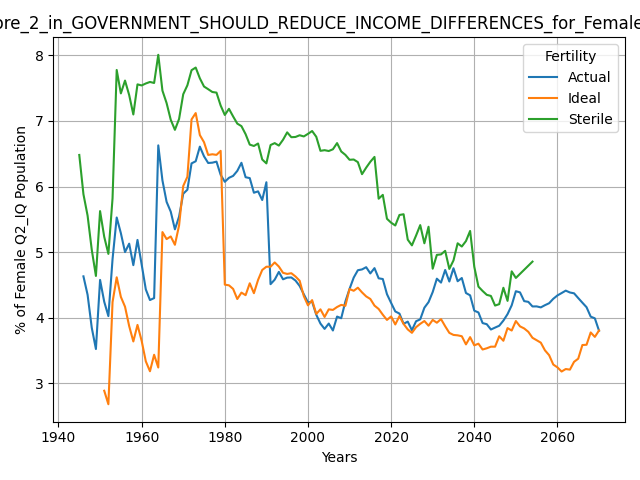 ore_2_in_GOVERNMENT_SHOULD_REDUCE_INCOME_DIFFERENCES_for_Female
Fertility
Actual
Ideal
Sterile
% of Female Q2_IQ Population
8
7
6
5
4
3
1940 1960 1980 2000 2020 2040 2060
Years